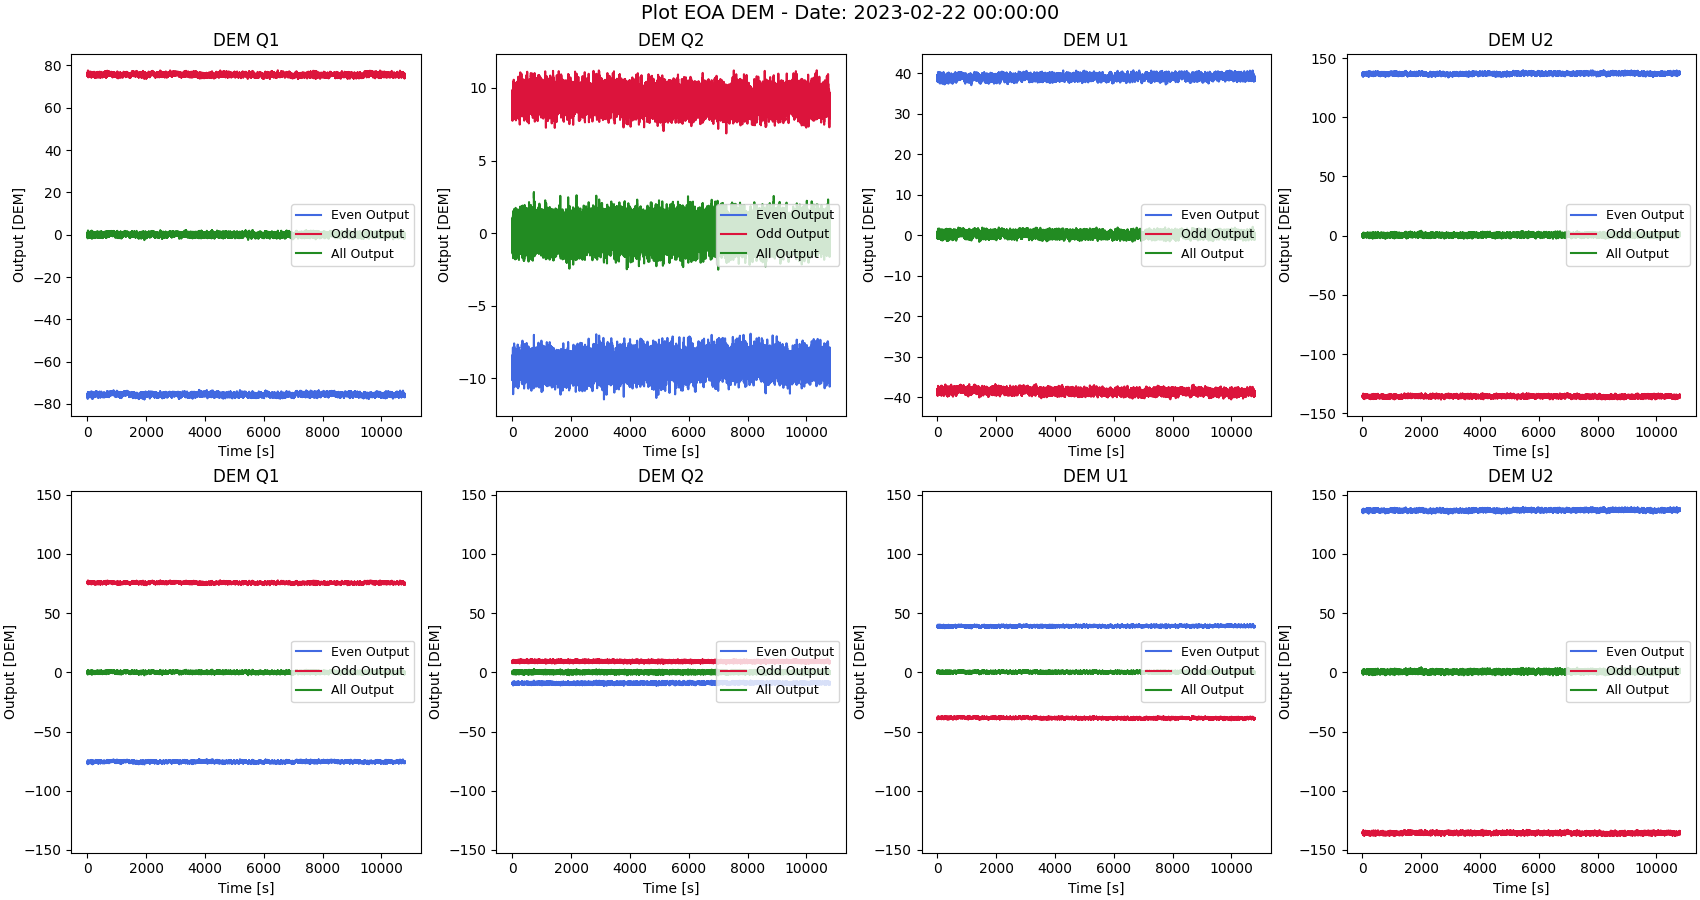 Plot EOA DEM - Date: 2023-02-22 00:00:00
DEM Q1
DEM Q2
DEM U1
DEM U2
Output [DEM]
80
60
40
20
0
−20
−40
−60
−80
Even Output
Odd Output
All Output
0 2000 4000 6000 8000 10000
Time [s]
Output [DEM]
10
5
0
−5
−10
Even Output
Odd Output
All Output
0 2000 4000 6000 8000 10000
Time [s]
Output [DEM]
40
30
20
10
0
−10
−20
−30
−40
Even Output
Odd Output
All Output
0 2000 4000 6000 8000 10000
Time [s]
Output [DEM]
150
100
50
0
−50
−100
−150
Even Output
Odd Output
All Output
0 2000 4000 6000 8000 10000
Time [s]
DEM Q1
DEM Q2
DEM U1
DEM U2
Output [DEM]
150
100
50
0
−50
−100
−150
Even Output
Odd Output
All Output
0 2000 4000 6000 8000 10000
Time [s]
Output [DEM]
150
100
50
0
−50
−100
−150
Even Output
Odd Output
All Output
0 2000 4000 6000 8000 10000
Time [s]
Output [DEM]
150
100
50
0
−50
−100
−150
Even Output
Odd Output
All Output
0 2000 4000 6000 8000 10000
Time [s]
Output [DEM]
150
100
50
0
−50
−100
−150
Even Output
Odd Output
All Output
0 2000 4000 6000 8000 10000
Time [s]